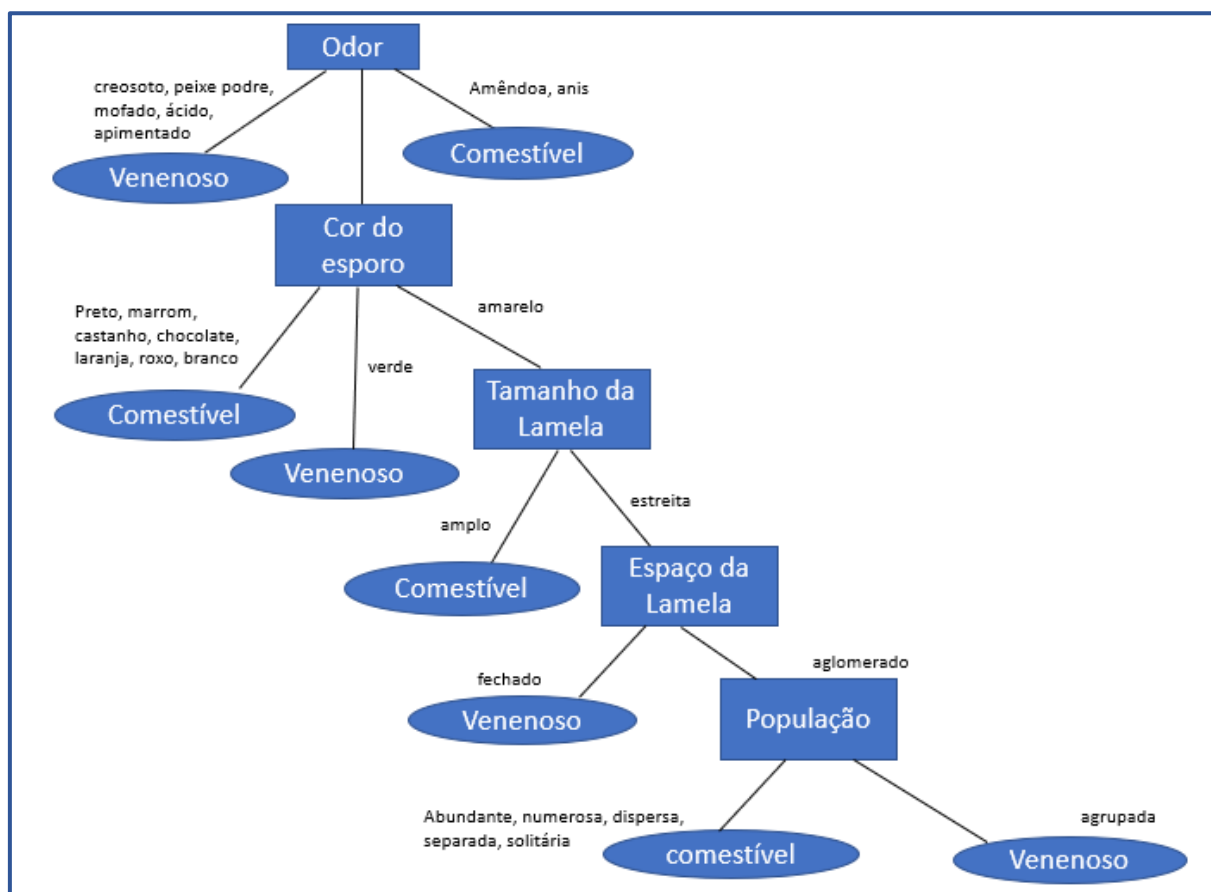 Odor
creosoto, peixe podre,
mofado, ácido,
apimentado
Amêndoa, anis
Venenoso
Comestível
Cor do
esporo
Preto, marrom,
castanho, chocolate,
laranja, roxo, branco
amarelo
verde
Comestível
Venenoso
Tamanho da
Lamela
amplo
estreita
Comestível
Espaço da
Lamela
fechado
aglomerado
Venenoso
População
Abundante, numerosa, dispersa,
separada, solitária
agrupada
comestível
Venenoso